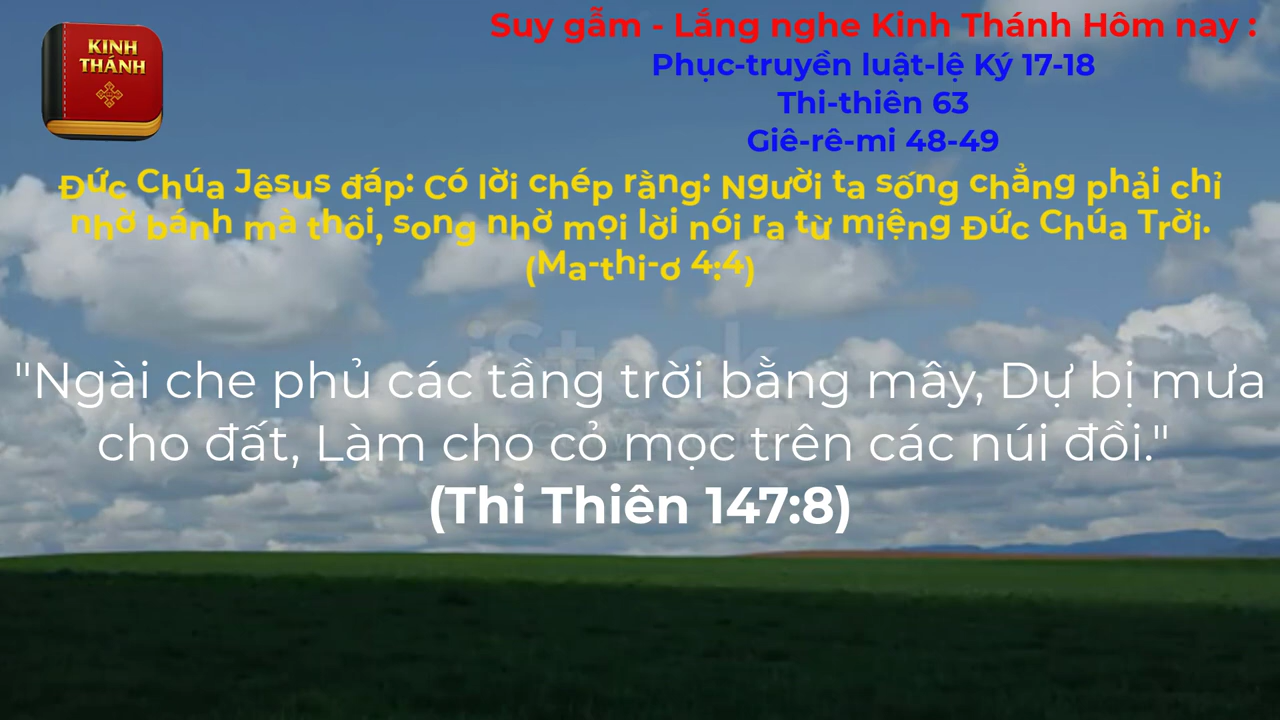 KINH
THÁNH
Suy gẫm - Lắng nghe Kinh Thánh Hôm nay :
Phục-truyền luật-lệ Ký 17-18
Thi-thiên 63
Giê-rê-mi 48-49
Đức Chúa Jêsus đáp: Có lời chép rằng: Người ta sống chẳng phải chỉ
nhờ bánh mà thôi, song nhờ mọi lời nói ra từ miệng Đức Chúa Trời.
(Ma-thi-ơ 4:4)
iStock
"Ngài che phủ các tầng trời bằng mây, Dự bị mưa
cho đất, Làm cho cỏ mọc trên các núi đồi."
(Thi Thiên 147:8)